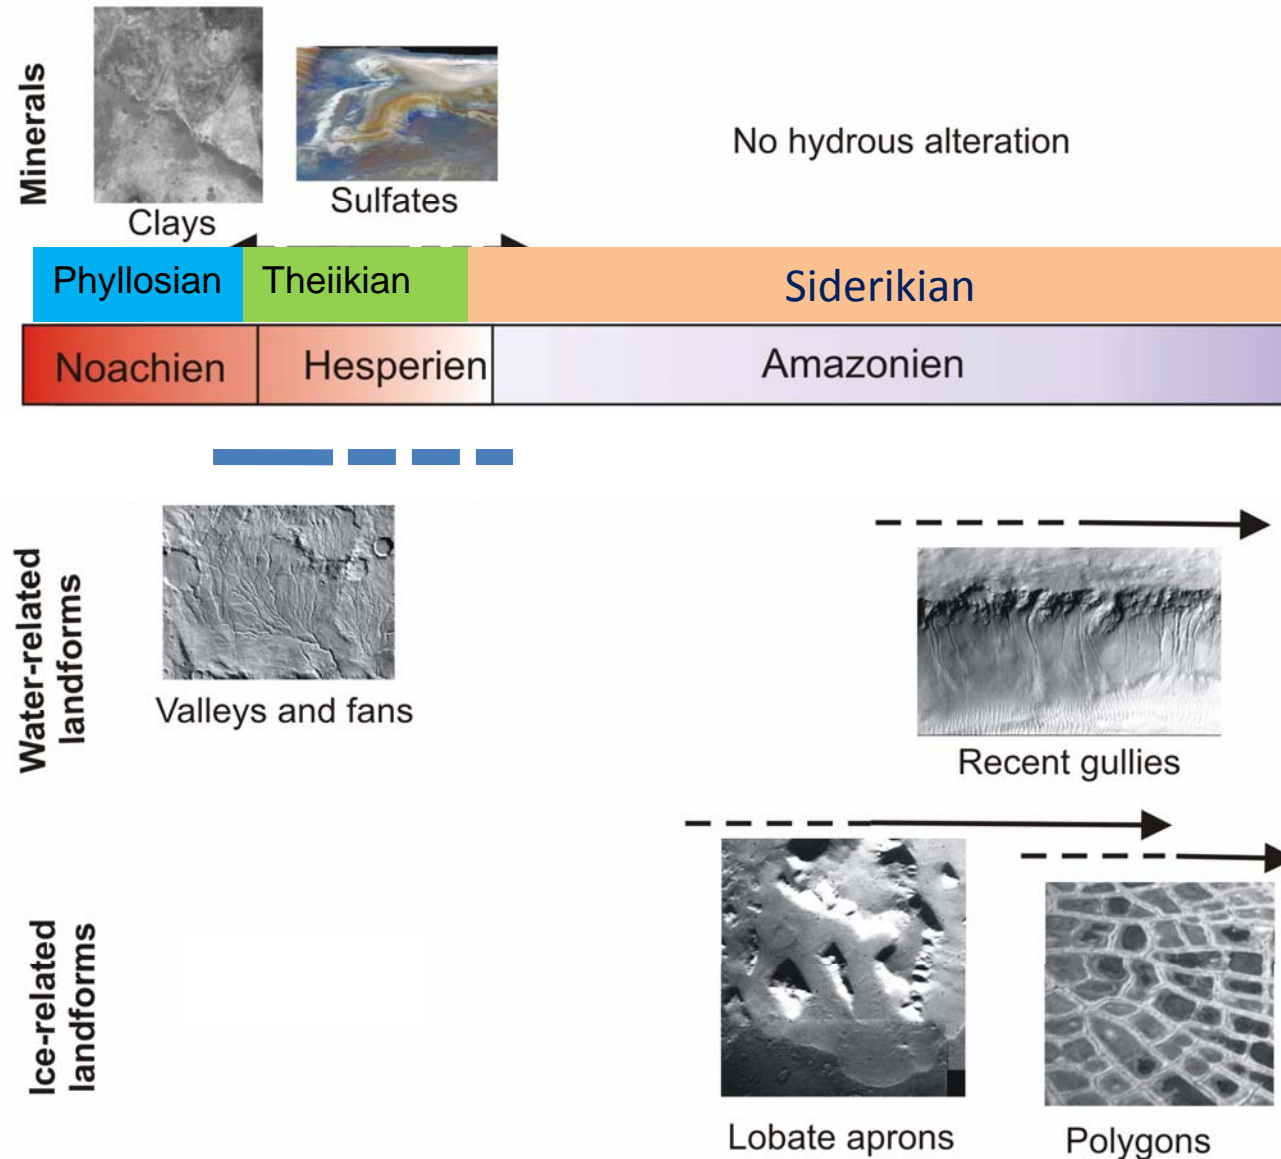 Minerals
Clays
Sulfates
No hydrous alteration
Phyllosian
Theiikian
Siderikian
Noachien
Hesperien
Amazonien
Water-related
landforms
Valleys and fans
Recent gullies
Ice-related
landforms
Lobate aprons
Polygons